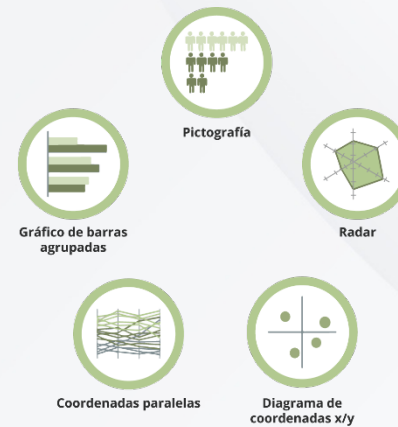 Pictografía
Gráfico de barras
agrupadas
Radar
Coordenadas paralelas
Diagrama de
coordenadas x/y